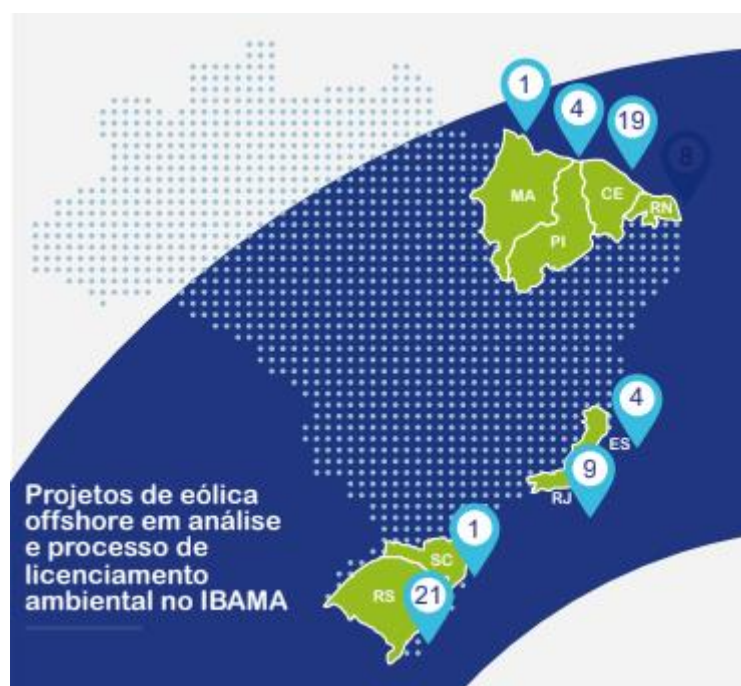 1
4
19
8
MA
CE
RN
PI
4
ES
9
RJ
1
SC
RS
21
Projetos de eólica
offshore em análise
e processo de
licenciamento
ambiental no IBAMA